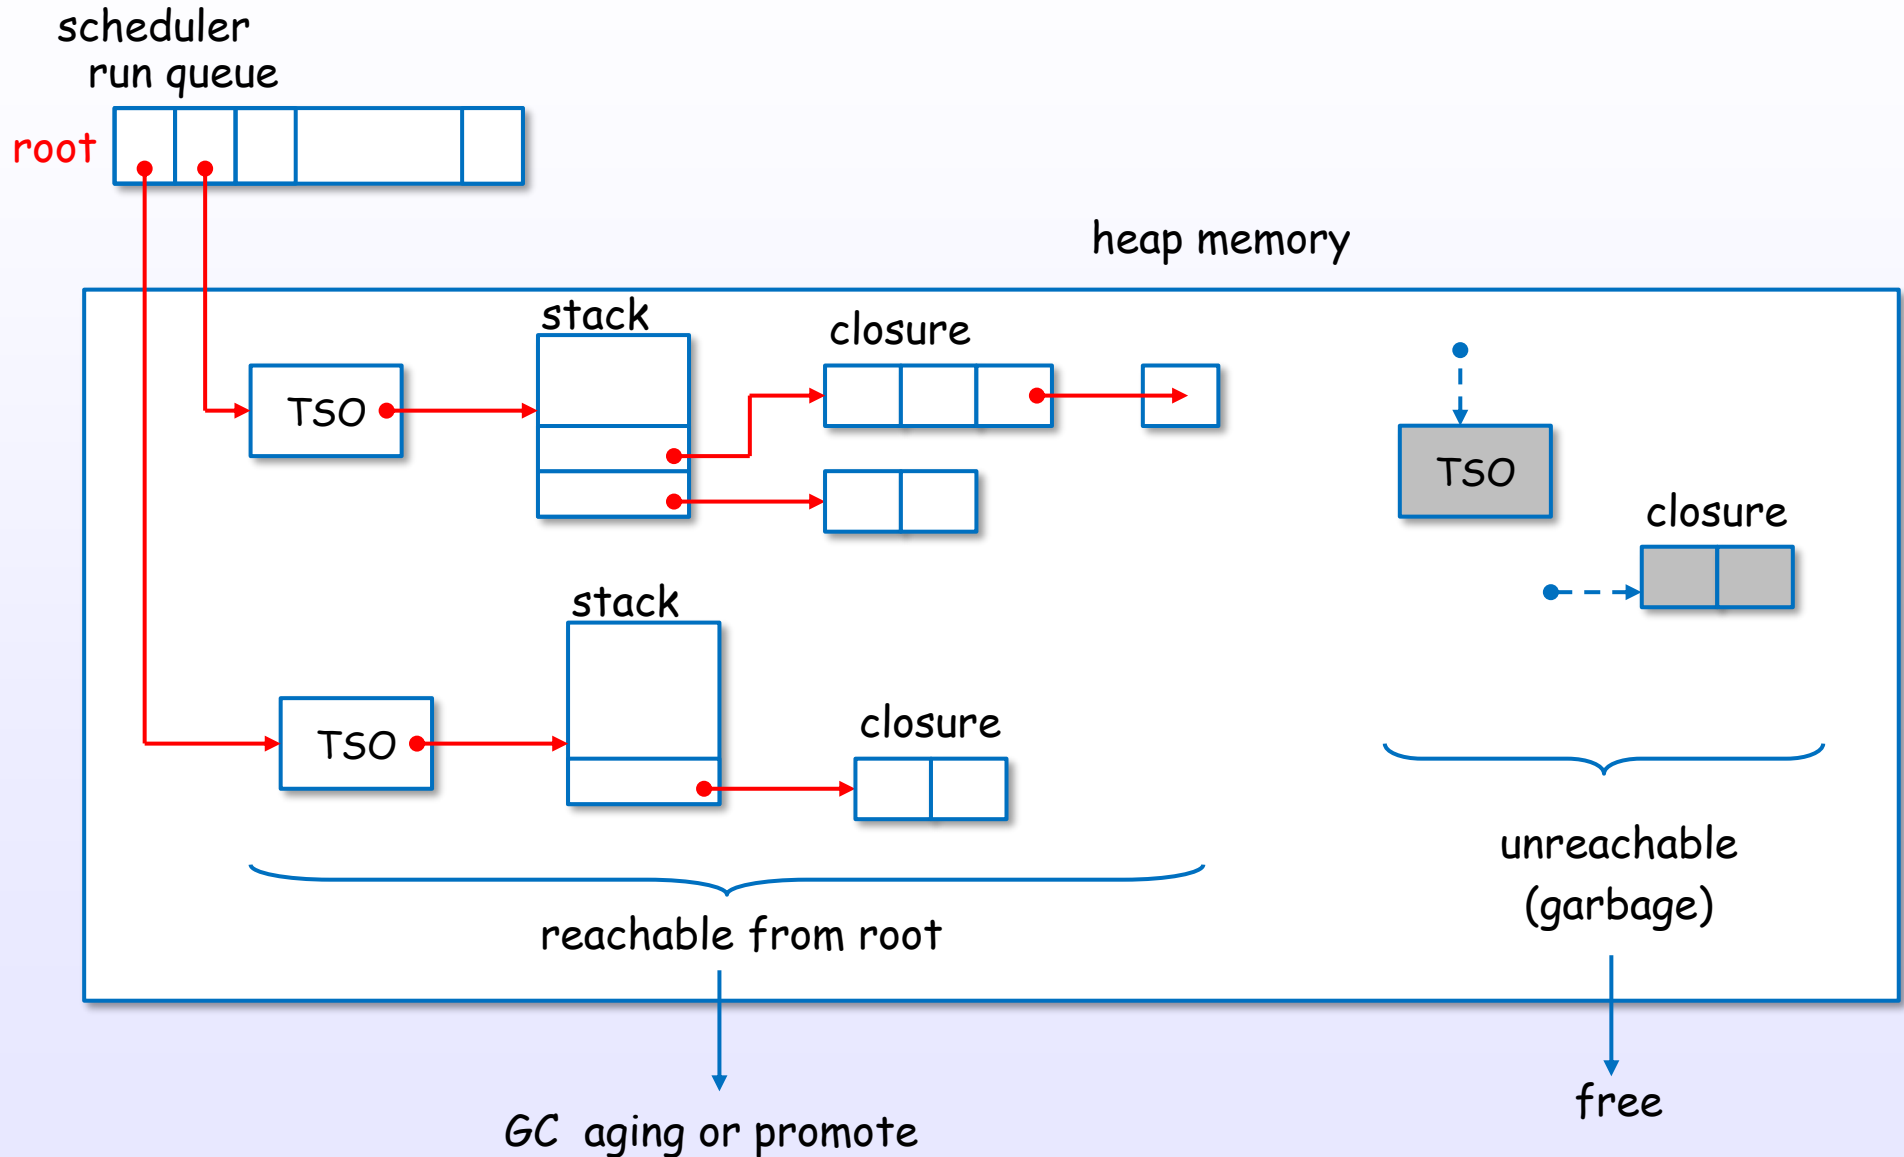 scheduler
run queue
root
heap memory
stack
closure
TSO
TSO
closure
stack
closure
TSO
unreachable
(garbage)
reachable from root
free
GC aging or promote